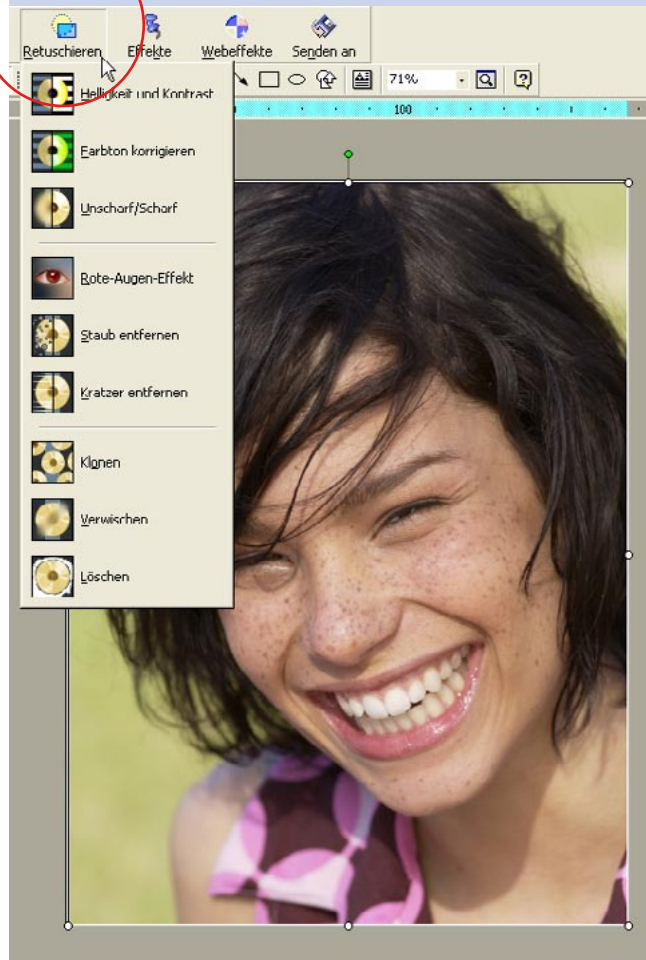 Retuschieren Effekte Webeffekte Senden an
71%
100
Helligkeit und Kontrast
Farbton korrigieren
Unscharf/Scharf
Rote-Augen-Effekt
Staub entfernen
Kratzer entfernen
Klonen
Verwischen
Löschen